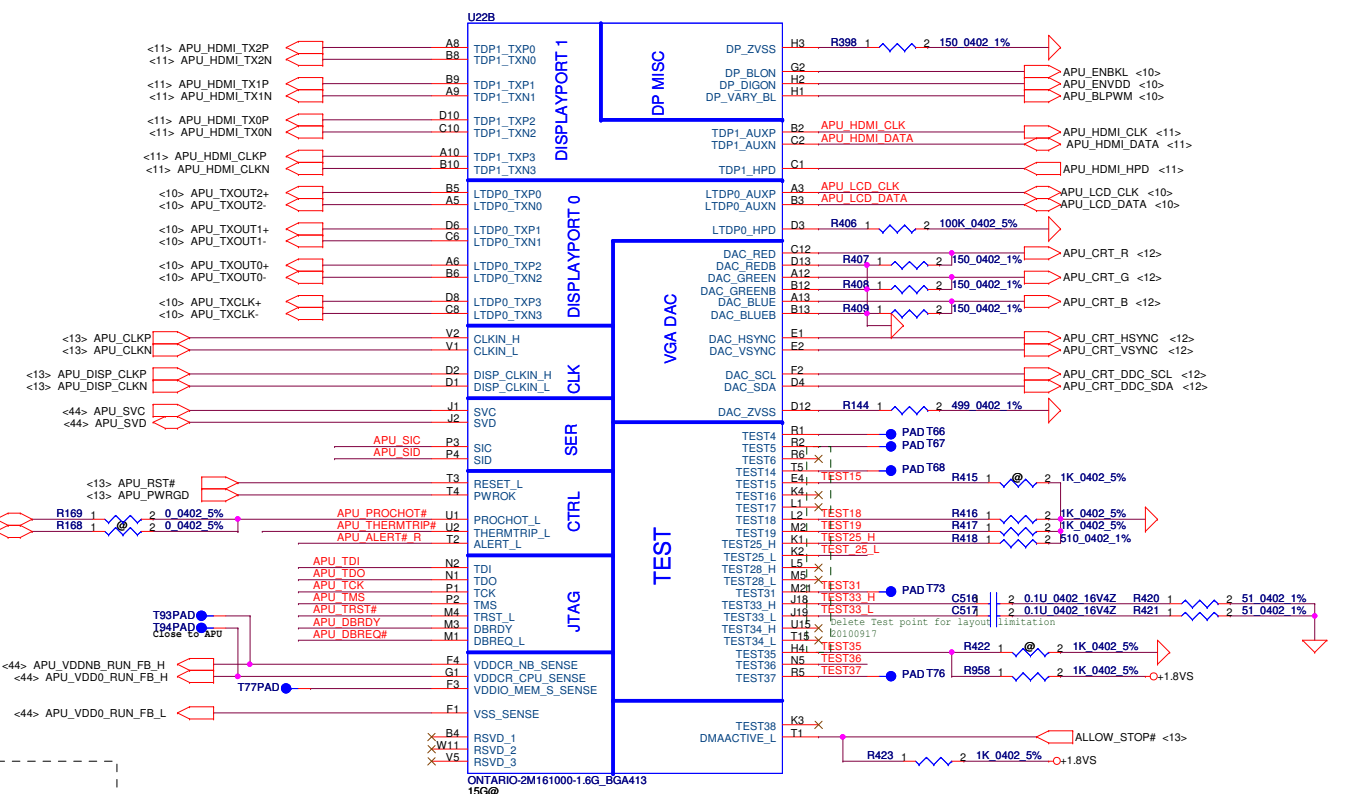 U22B
<11> APU_HDMI_TX2P A8 TDP1_TXP0 DP_ZVSS H3 R398 1 2 150_0402_1%
<11> APU_HDMI_TX2N B8 TDP1_TXN0
DP_BLON G2 APU_ENBKL <10>
<11> APU_HDMI_TX1P B9 TDP1_TXP1 DP_DIGON H2 APU_ENVDD <10>
<11> APU_HDMI_TX1N A9 TDP1_TXN1 DP_VARY_BL H1 APU_BLPWM <10>
DISPLAYPORT 1
DP MISC
<11> APU_HDMI_TX0P D10 TDP1_TXP2
<11> APU_HDMI_TX0N C10 TDP1_TXN2 TDP1_AUXP B2 APU_HDMI_CLK APU_HDMI_CLK <11>
TDP1_AUXN C2 APU_HDMI_DATA APU_HDMI_DATA <11>
<11> APU_HDMI_CLKP A10 TDP1_TXP3
<11> APU_HDMI_CLKN B10 TDP1_TXN3 TDP1_HPD C1 APU_HDMI_HPD <11>
<10> APU_TXOUT2+ B5 LTDP0_TXP0 LTDP0_AUXP A3 APU_LCD_CLK APU_LCD_CLK <10>
<10> APU_TXOUT2- A5 LTDP0_TXN0 LTDP0_AUXN B3 APU_LCD_DATA APU_LCD_DATA <10>
<10> APU_TXOUT1+ D6 LTDP0_TXP1 LTDP0_HPD D3 R406 1 2 100K_0402_5%
<10> APU_TXOUT1- C6 LTDP0_TXN1
DISPLAYPORT 0
DAC_RED C12 APU_CRT_R <12>
<10> APU_TXOUT0+ A6 LTDP0_TXP2 DAC_REDB D13 R407 1 2 150_0402_1%
<10> APU_TXOUT0- B6 LTDP0_TXN2 DAC_GREEN A12 APU_CRT_G <12>
DAC_GREENB B12 R408 1 2 150_0402_1%
<10> APU_TXCLK+ D8 LTDP0_TXP3 DAC_BLUE A13 APU_CRT_B <12>
<10> APU_TXCLK- C8 LTDP0_TXN3 DAC_BLUEB B13 R409 1 2 150_0402_1%
VGA DAC
<13> APU_CLKP V2 CLKIN_H DAC_HSYNC E1 APU_CRT_HSYNC <12>
<13> APU_CLKN V1 CLKIN_L DAC_VSYNC E2 APU_CRT_VSYNC <12>
<13> APU_DISP_CLKP D2 DISP_CLKIN_H DAC_SCL F2 APU_CRT_DDC_SCL <12>
<13> APU_DISP_CLKN D1 DISP_CLKIN_L DAC_SDA D4 APU_CRT_DDC_SDA <12>
CLK
<44> APU_SVC J1 SVC DAC_ZVSS D12 R144 1 2 499_0402_1%
<44> APU_SVD J2 SVD
SER
TEST4 R1 PAD T66
APU_SIC P3 SIC TEST5 R2 PAD T67
APU_SID P4 SID TEST6 R6
TEST14 T5 PAD T68
<13> APU_RST# T3 RESET_L TEST15 E4 TEST15 R415 1 @ 2 1K_0402_5%
<13> APU_PWRGD T4 PWROK TEST16 K4
TEST17 L1
CTRL
R169 1 2 0_0402_5% APU_PROCHOT# U1 PROCHOT_L TEST18 L2 TEST18 R416 1 2 1K_0402_5%
R168 1 @ 2 0_0402_5% APU_THERMTRIP# U2 THERMTRIP_L TEST19 M2 TEST19 R417 1 2 1K_0402_5%
APU_ALERT#_R T2 ALERT_L TEST25_H K1 TEST25_H R418 1 2 510_0402_1%
TEST25_L K2 TEST_25_L
TEST
APU_TDI N2 TDI TEST28_H L5
APU_TDO N1 TDO TEST28_L M5
APU_TCK P1 TCK TEST31 M21 TEST31 PAD T73
APU_TMS P2 TMS TEST33_H J18 TEST33_H C516 1 2 0.1U_0402_16V4Z R420 1 2 51_0402_1%
T93PAD APU_TRST# M4 TRST_L TEST33_L J19 TEST33_L C517 1 2 0.1U_0402_16V4Z R421 1 2 51_0402_1%
JTAG
T94PAD APU_DBRDY M3 DBRDY TEST34_H U15 Delete Test point for layout limitation
Close to APU APU_DBREQ# M1 DBREQ_L TEST34_L T15 20100917
TEST35 H4 TEST35 R422 1 @ 2 1K_0402_5%
<44> APU_VDDNB_RUN_FB_H F4 VDDCR_NB_SENSE TEST36 N5 TEST36
<44> APU_VDD0_RUN_FB_H G1 VDDCR_CPU_SENSE TEST37 R5 TEST37 PAD T76 R958 1 2 1K_0402_5% +1.8VS
T77PAD F3 VDDIO_MEM_S_SENSE
<44> APU_VDD0_RUN_FB_L F1 VSS_SENSE
TEST38 K3
B4 RSVD_1 DMAACTIVE_L T1 ALLOW_STOP# <13>
W11 RSVD_2
V5 RSVD_3 R423 1 2 1K_0402_5% +1.8VS
ONTARIO-2M161000-1.6G_BGA413
15G@